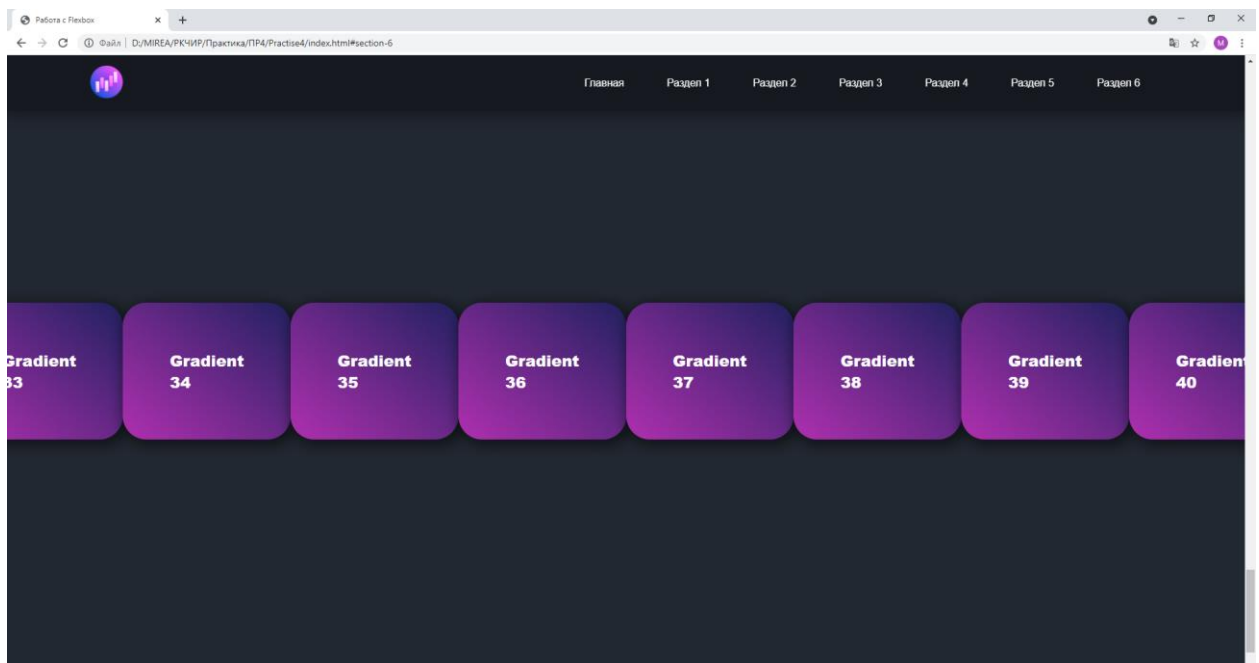 Работа с Flexbox
Файл | D:/MIREA/РКЧИР/Практика/ПР4/Practise4/index.html#section-6
M
Главная Раздел 1 Раздел 2 Раздел 3 Раздел 4 Раздел 5 Раздел 6
Gradient
33
Gradient
34
Gradient
35
Gradient
36
Gradient
37
Gradient
38
Gradient
39
Gradient
40